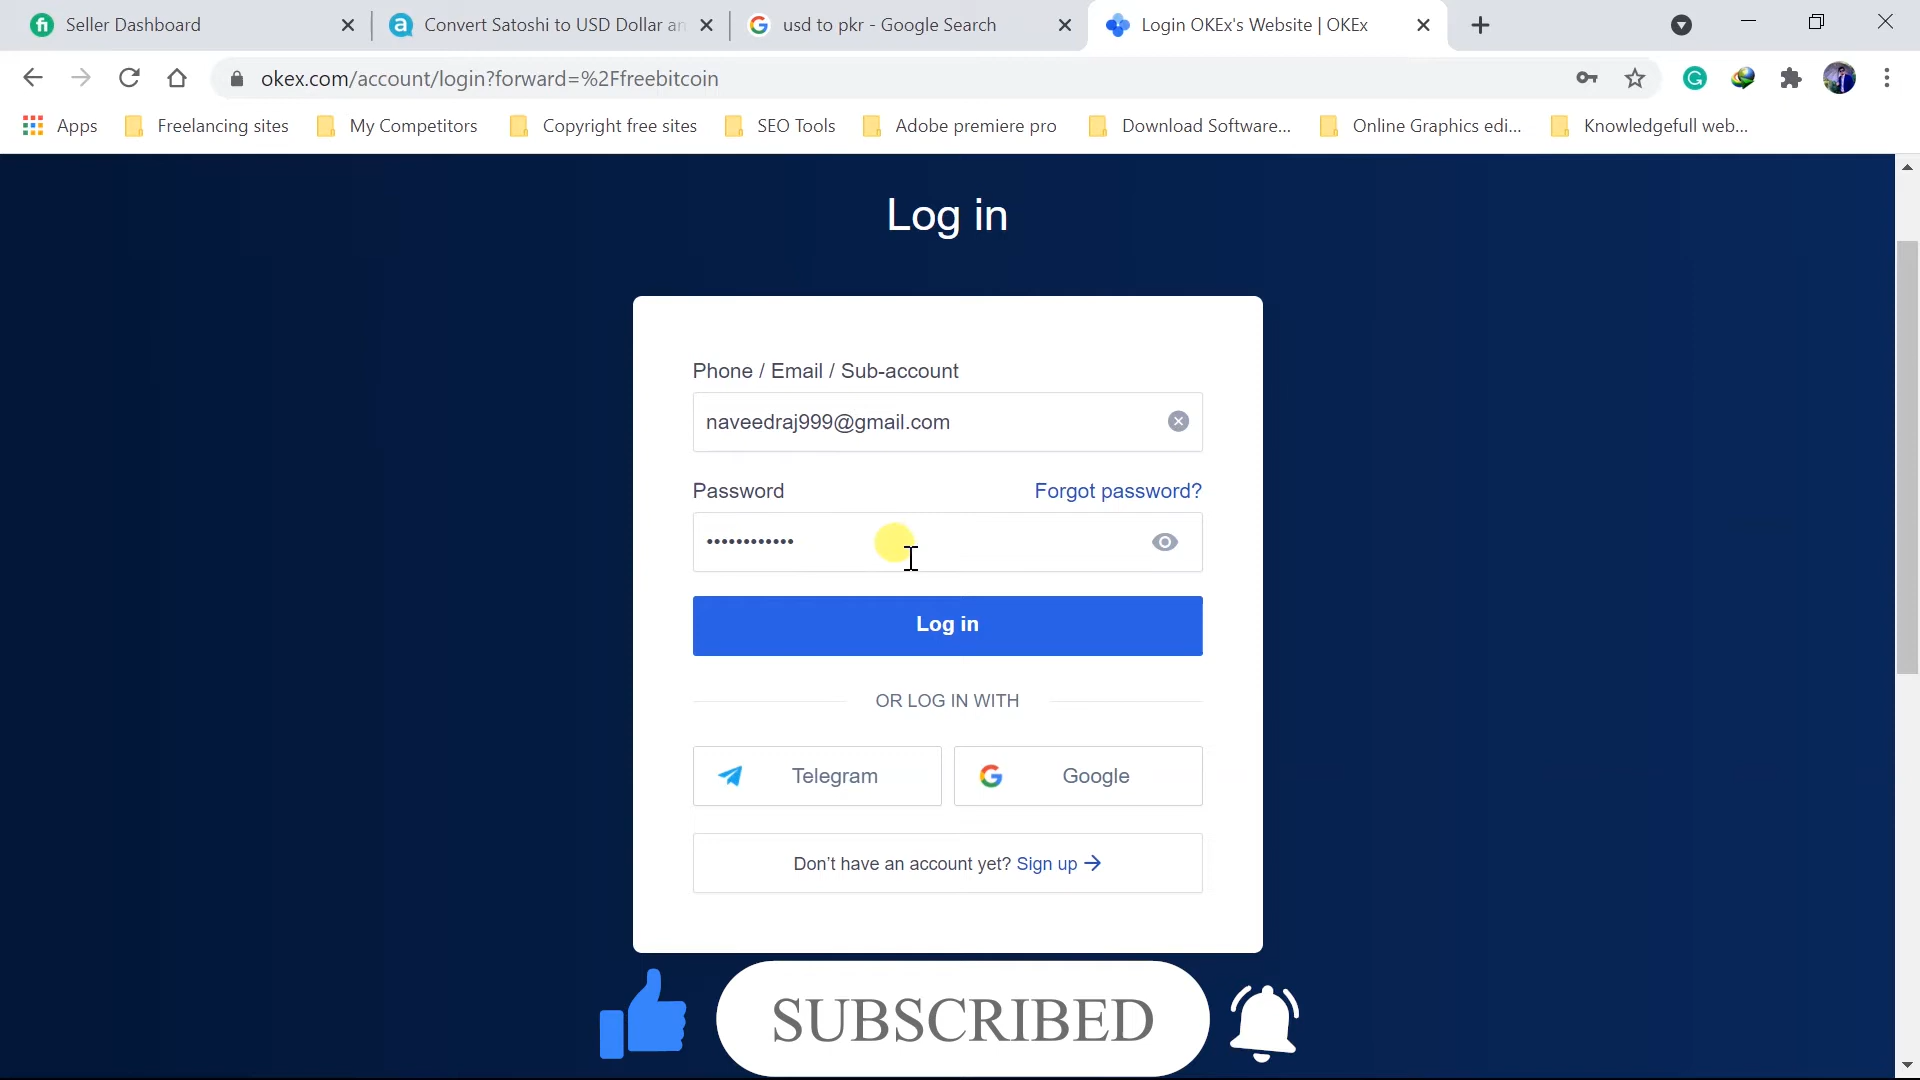 Seller Dashboard
Convert Satoshi to USD Dollar an
usd to pkr - Google Search
Login OKEx's Website | OKEx
okex.com/account/login?forward=%2Ffreebitcoin
Apps
Freelancing sites
My Competitors
Copyright free sites
SEO Tools
Adobe premiere pro
Download Software...
Online Graphics edi...
Knowledgefull web...
Log in
Phone / Email / Sub-account
naveedraj999@gmail.com
Password
Forgot password?
Log in
OR LOG IN WITH
Telegram
Google
Don't have an account yet? Sign up →
SUBSCRIBED